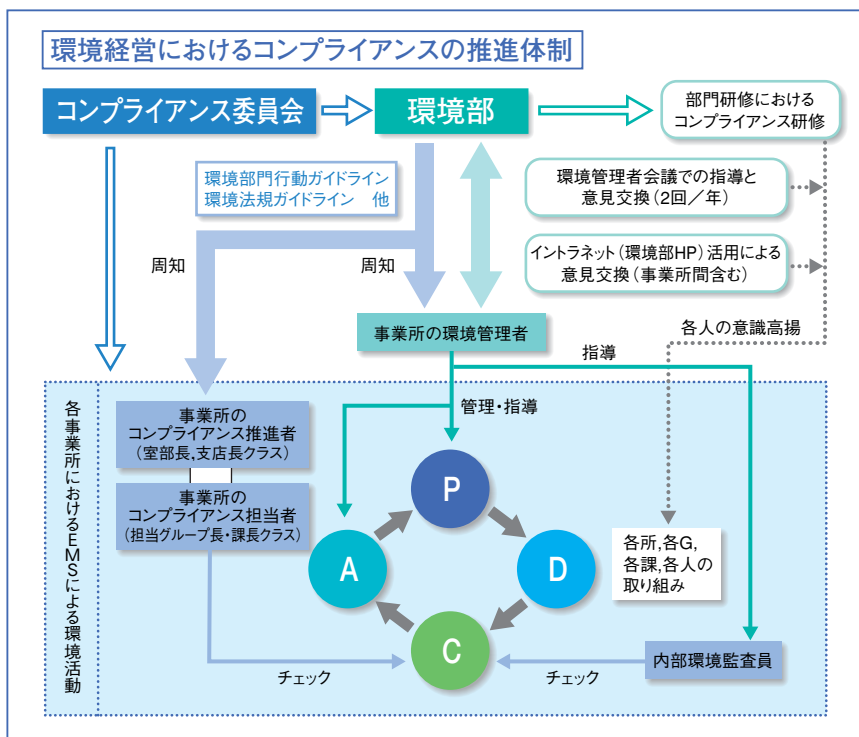 環境経営におけるコンプライアンスの推進体制
コンプライアンス委員会
環境部
部門研修における
コンプライアンス研修
環境部門行動ガイドライン
環境法規ガイドライン 他
環境管理者会議での指導と
意見交換(2回／年)
イントラネット(環境部HP)活用による
意見交換(事業所間含む)
周知
周知
事業所の環境管理者
各人の意識高揚
指導
管理・指導
各事業所におけるEMSによる環境活動
事業所の
コンプライアンス推進者
(室部長,支店長クラス)
事業所の
コンプライアンス担当者
(担当グループ長・課長クラス)
P
A
D
C
各所,各G,
各課,各人の
取り組み
内部環境監査員
チェック
チェック